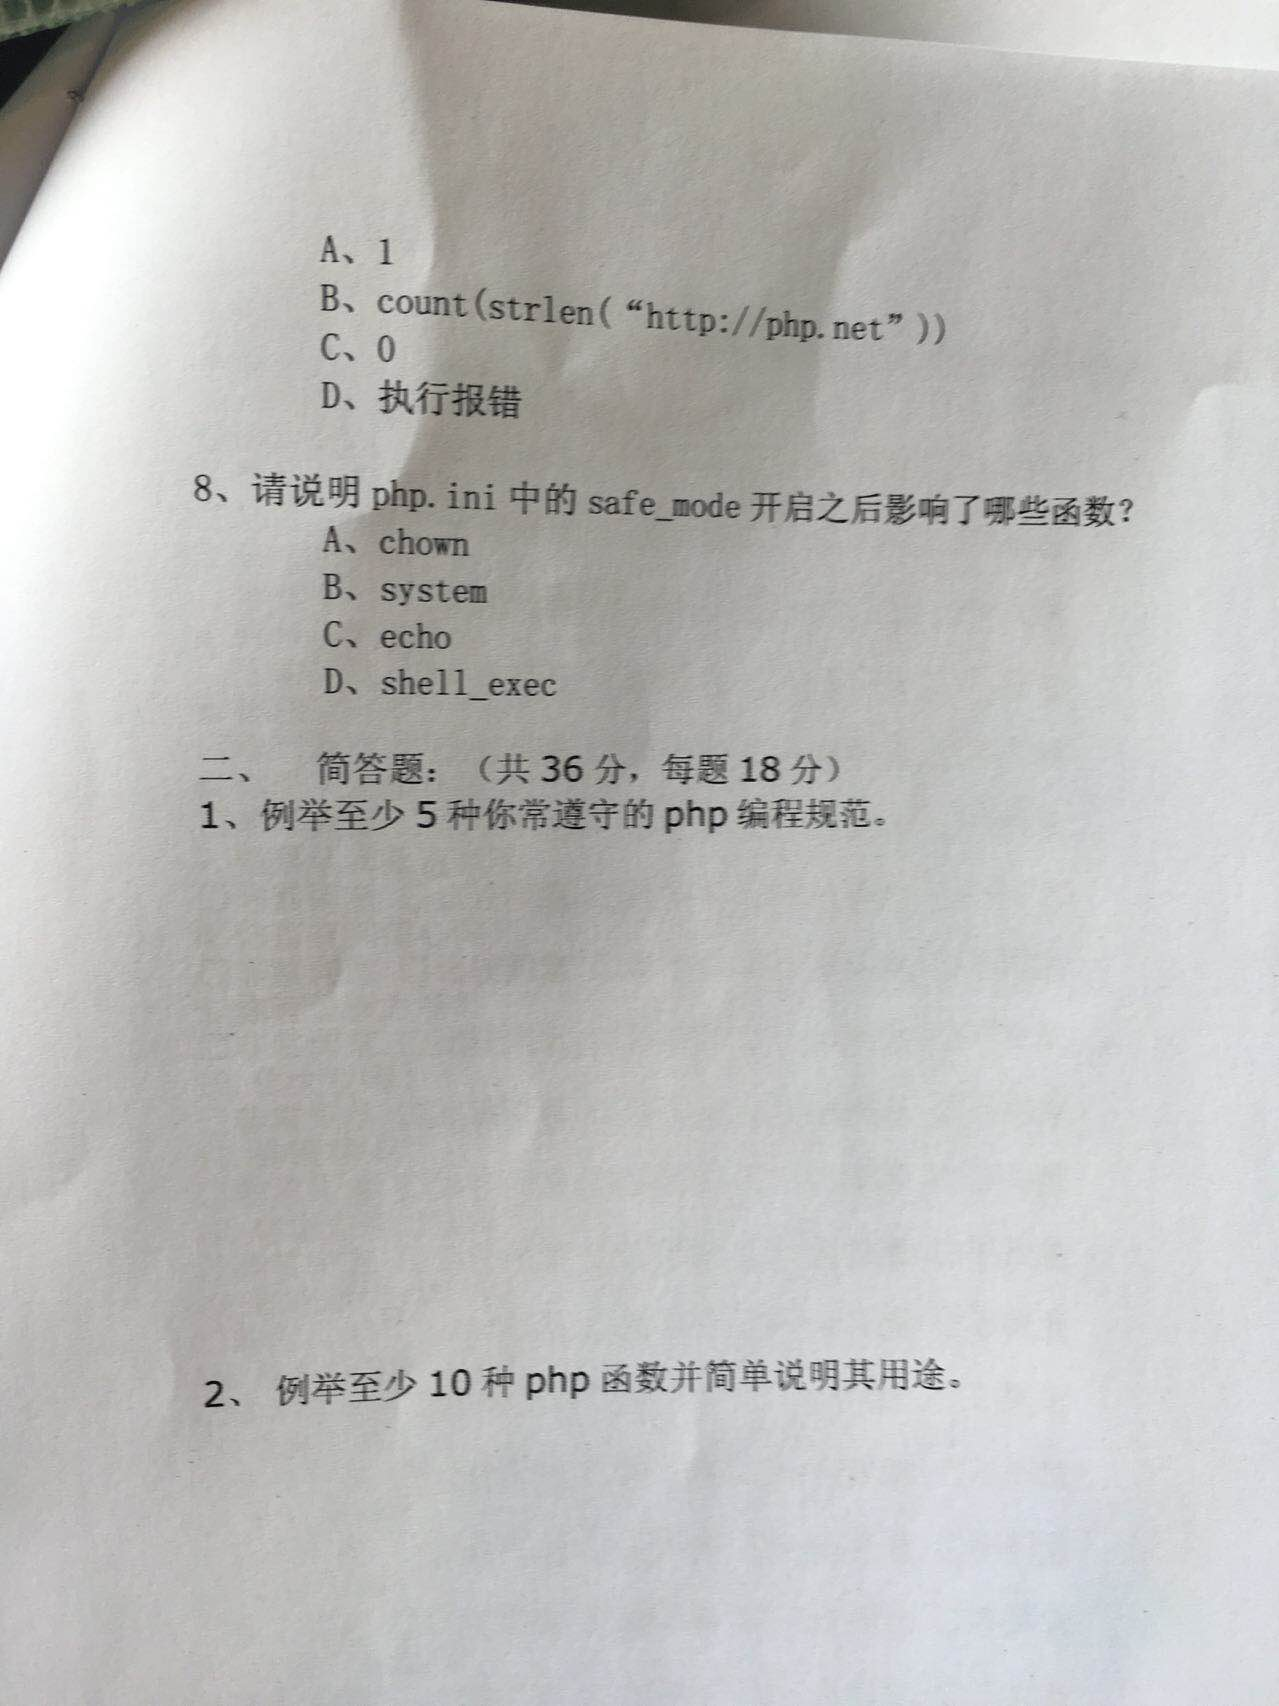 A、1
B、count(strlen(“http://php.net”))
C、0
D、执行报错
8、请说明 php.ini 中的 safe_mode 开启之后影响了哪些函数？
A、chown
B、system
C、echo
D、shell_exec
二、 简答题：（共 36 分，每题 18 分）
1、例举至少 5 种你常遵守的 php 编程规范。
2、 例举至少 10 种 php 函数并简单说明其用途。